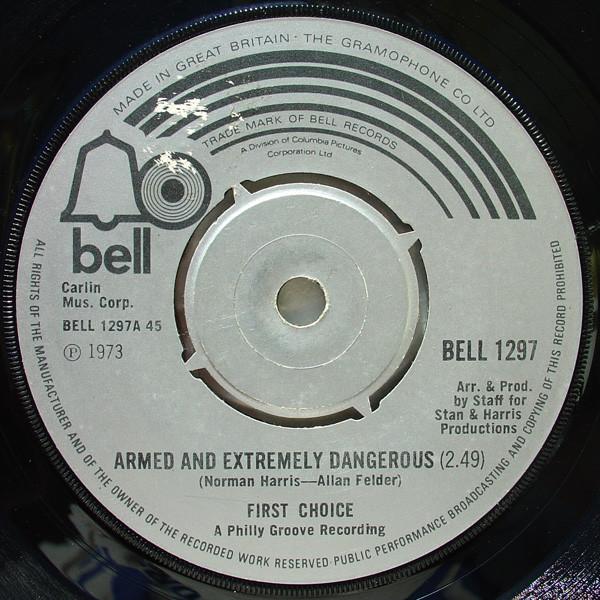 MADE IN GREAT BRITAIN · THE GRAMOPHONE CO LTD
TRADE MARK OF BELL RECORDS
A Division of Columbia Pictures
Corporation Ltd
bell
Carlin
Mus. Corp.
BELL 1297A 45
Ⓟ 1973
BELL 1297
Arr. & Prod.
by Staff for
Stan & Harris
Productions
ARMED AND EXTREMELY DANGEROUS (2.49)
(Norman Harris—Allan Felder)
FIRST CHOICE
A Philly Groove Recording
ALL RIGHTS OF THE MANUFACTURER AND OF THE OWNER OF THE RECORDED WORK RESERVED·PUBLIC PERFORMANCE BROADCASTING AND COPYING OF THIS RECORD PROHIBITED